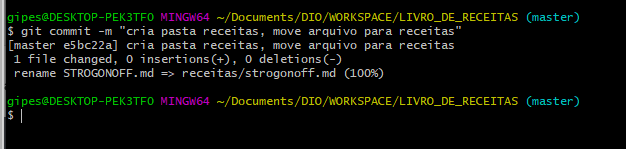 gipes@DESKTOP-PEK3TFO MINGW64 ~/Documents/DIO/WORKSPACE/LIVRO_DE_RECEITAS (master)
$ git commit -m "cria pasta receitas, move arquivo para receitas"
[master e5bc22a] cria pasta receitas, move arquivo para receitas
 1 file changed, 0 insertions(+), 0 deletions(-)
 rename STROGONOFF.md => receitas/strogonoff.md (100%)
gipes@DESKTOP-PEK3TFO MINGW64 ~/Documents/DIO/WORKSPACE/LIVRO_DE_RECEITAS (master)
$